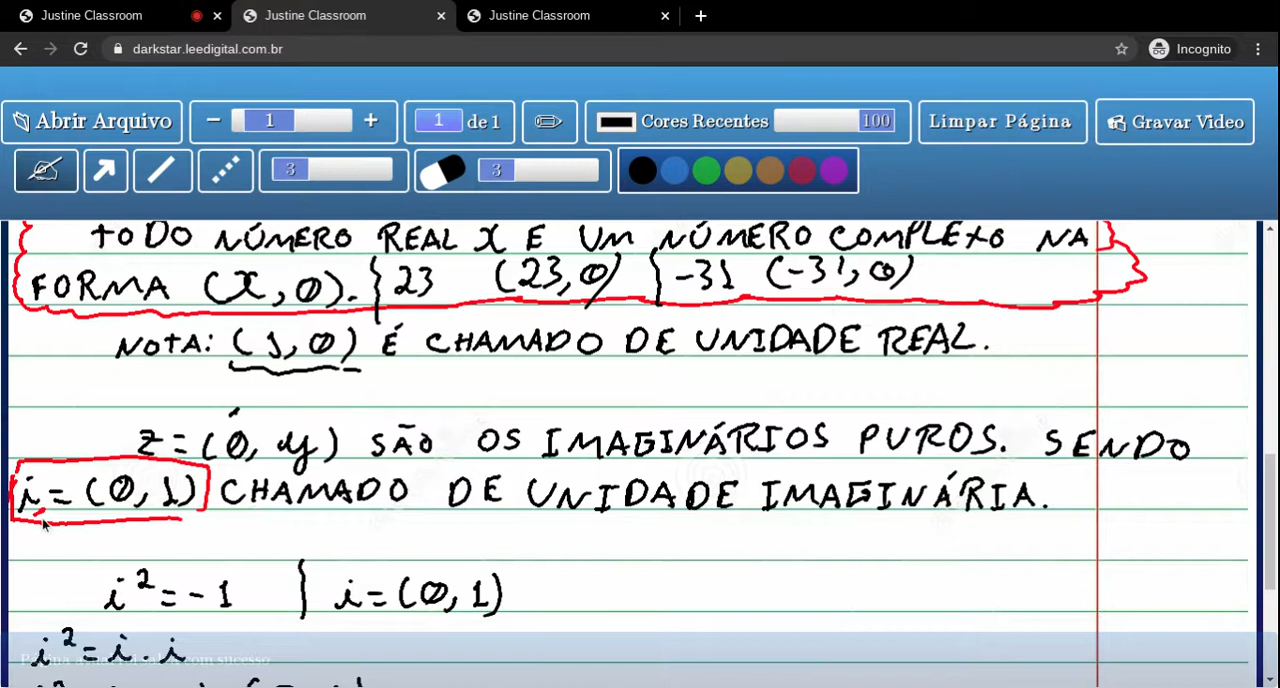 Justine Classroom
Justine Classroom
Justine Classroom
darkstar.leedigital.com.br
Incognito
Abrir Arquivo
1
1 de 1
Cores Recentes 100
Limpar Página
Gravar Video
3
3
TODO NÚMERO REAL X E UM NÚMERO COMPLEXO NA
FORMA (x, 0). { 23 (23, 0) { -31 (-31, 0)
NOTA: (1, 0) É CHAMADO DE UNIDADE REAL.
z = (0, y) SÃO OS IMAGINÁRIOS PUROS. SENDO
i = (0, 1) CHAMADO DE UNIDADE IMAGINÁRIA.
i² = -1 | i = (0, 1)
i² = i . i